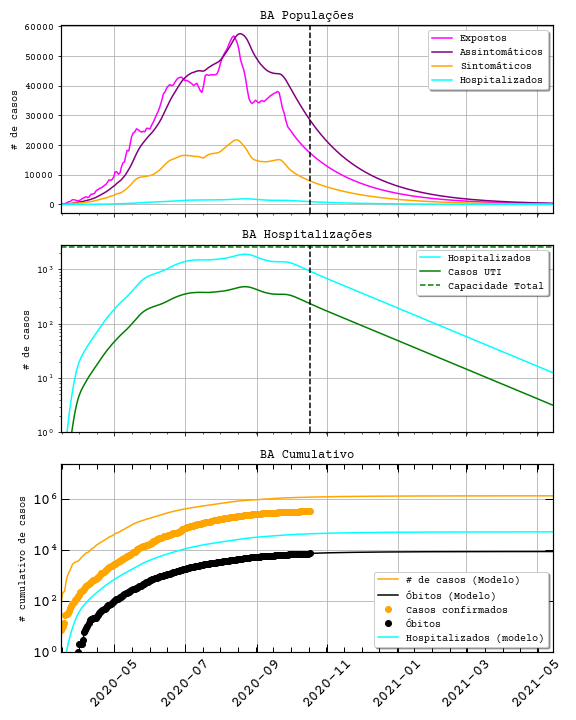 BA Populações
# de casos
60000
50000
40000
30000
20000
10000
0
Expostos
Assintomáticos
Sintomáticos
Hospitalizados
BA Hospitalizações
# de casos
10³
10²
10¹
10⁰
Hospitalizados
Casos UTI
Capacidade Total
BA Cumulativo
# cumulativo de casos
10⁶
10⁴
10²
10⁰
# de casos (Modelo)
Óbitos (Modelo)
Casos confirmados
Óbitos
Hospitalizados (modelo)
2020-05
2020-07
2020-09
2020-11
2021-01
2021-03
2021-05